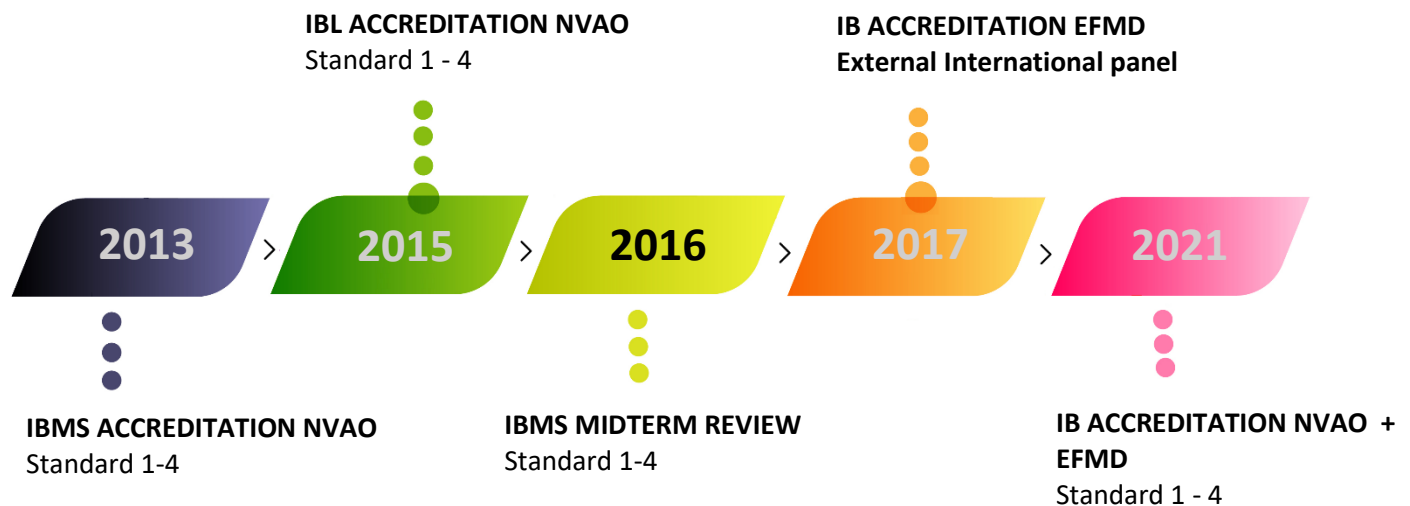 IBL ACCREDITATION NVAO
Standard 1 - 4
IB ACCREDITATION EFMD
External International panel
2013
2015
2016
2017
2021
IBMS ACCREDITATION NVAO
Standard 1-4
IBMS MIDTERM REVIEW
Standard 1-4
IB ACCREDITATION NVAO +
EFMD
Standard 1 - 4